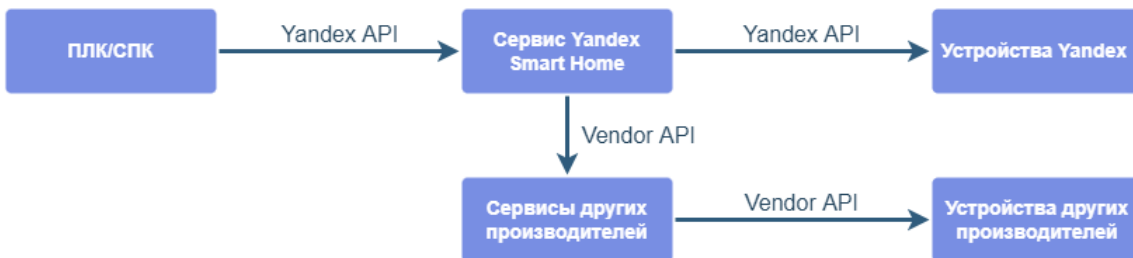 ПЛК/СПК
Yandex API
Сервис Yandex
Smart Home
Yandex API
Устройства Yandex
Vendor API
Сервисы других
производителей
Vendor API
Устройства других
производителей